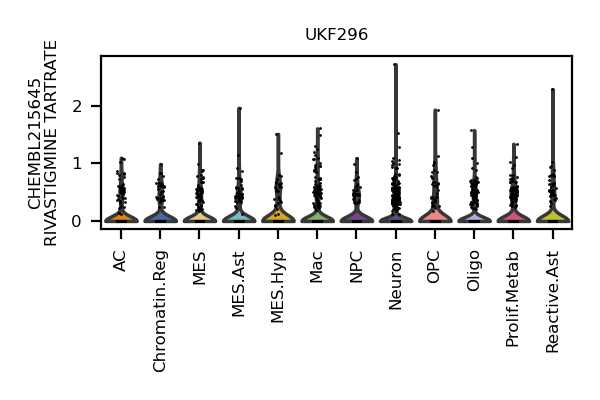 UKF296
CHEMBL215645
RIVASTIGMINE TARTRATE
2
1
0
AC
Chromatin.Reg
MES
MES.Ast
MES.Hyp
Mac
NPC
Neuron
OPC
Oligo
Prolif.Metab
Reactive.Ast